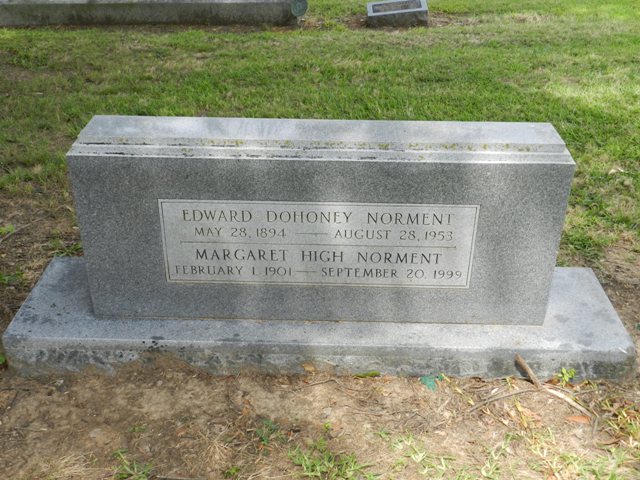 EDWARD DOHONEY NORMENT
MAY 28, 1894 — AUGUST 28, 1953
MARGARET HIGH NORMENT
FEBRUARY 1, 1901 — SEPTEMBER 20, 1999